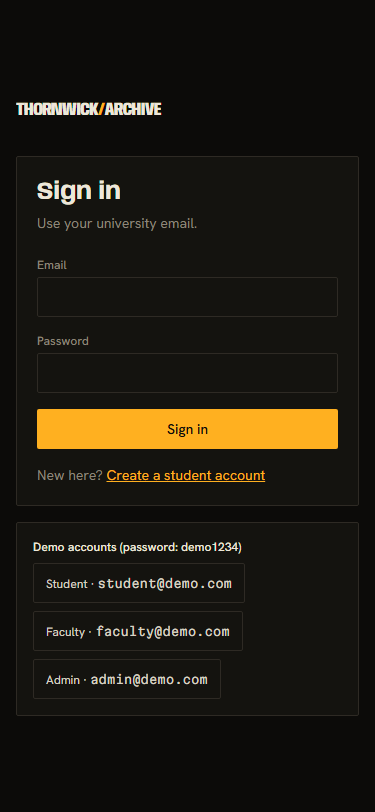 THORNWICK/ARCHIVE
Sign in
Use your university email.
Email
Password
Sign in
New here? Create a student account
Demo accounts (password: demo1234)
Student · student@demo.com
Faculty · faculty@demo.com
Admin · admin@demo.com